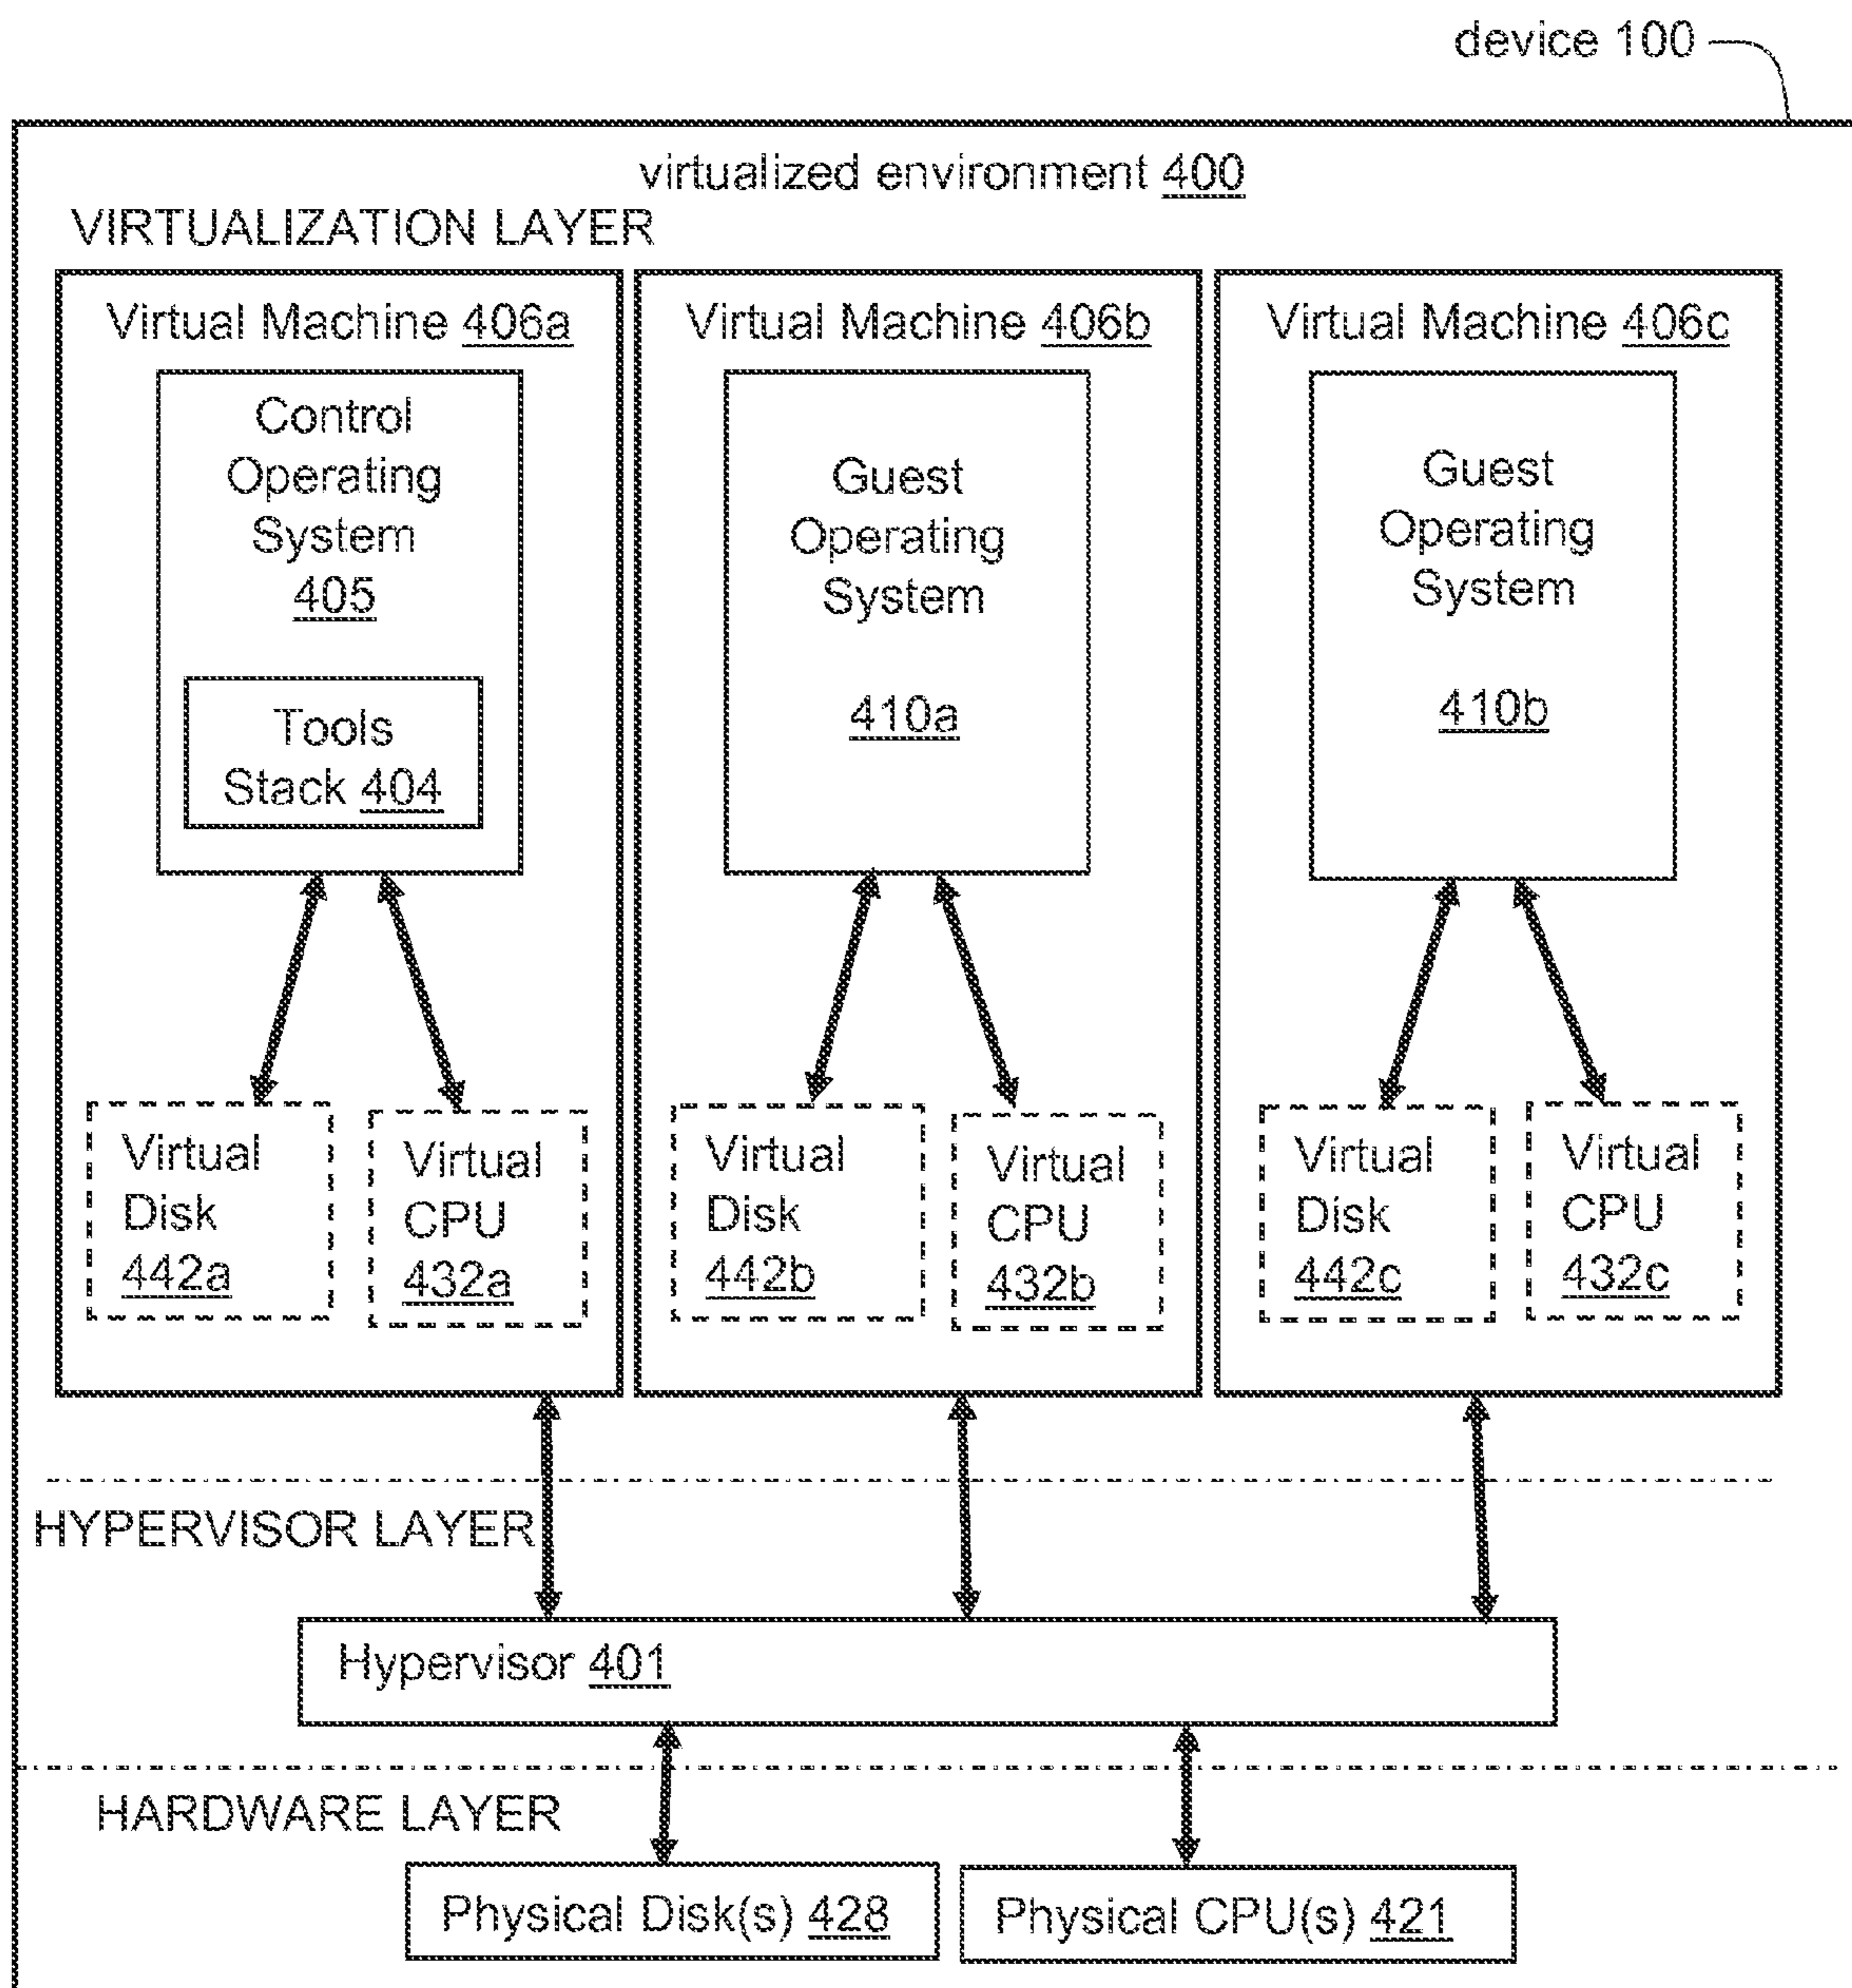 device 100
virtualized environment 400
VIRTUALIZATION LAYER
Virtual Machine 406a
Control
Operating
System
405
Tools
Stack 404
Virtual
Disk
442a
Virtual
CPU
432a
Virtual Machine 406b
Guest
Operating
System
410a
Virtual
Disk
442b
Virtual
CPU
432b
Virtual Machine 406c
Guest
Operating
System
410b
Virtual
Disk
442c
Virtual
CPU
432c
HYPERVISOR LAYER
Hypervisor 401
HARDWARE LAYER
Physical Disk(s) 428
Physical CPU(s) 421